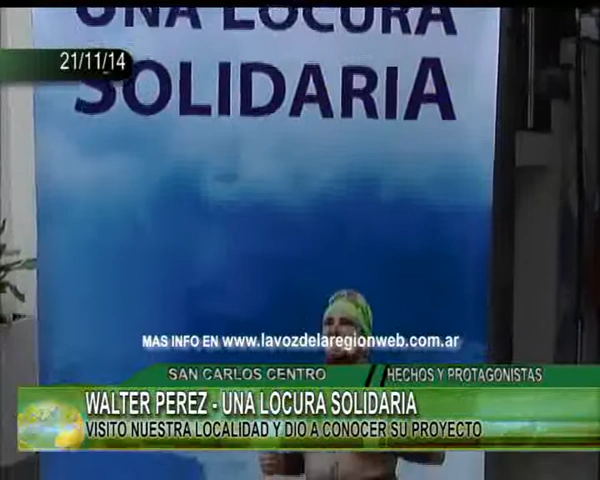 UNA LOCURA
21/11/14
SOLIDARIA
MAS INFO EN www.lavozdelaregionweb.com.ar
SAN CARLOS CENTRO // HECHOS Y PROTAGONISTAS
WALTER PEREZ - UNA LOCURA SOLIDARIA
VISITO NUESTRA LOCALIDAD Y DIO A CONOCER SU PROYECTO